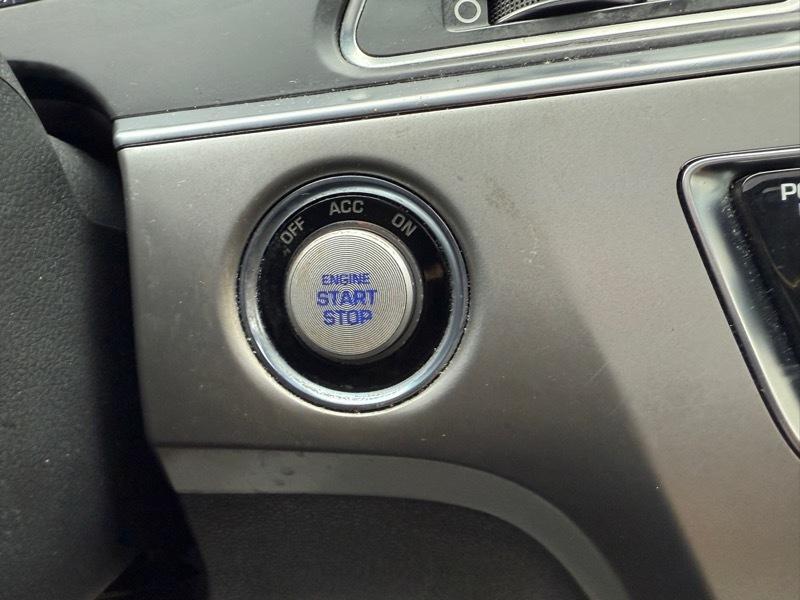 OFF ACC ON
ENGINE
START
STOP